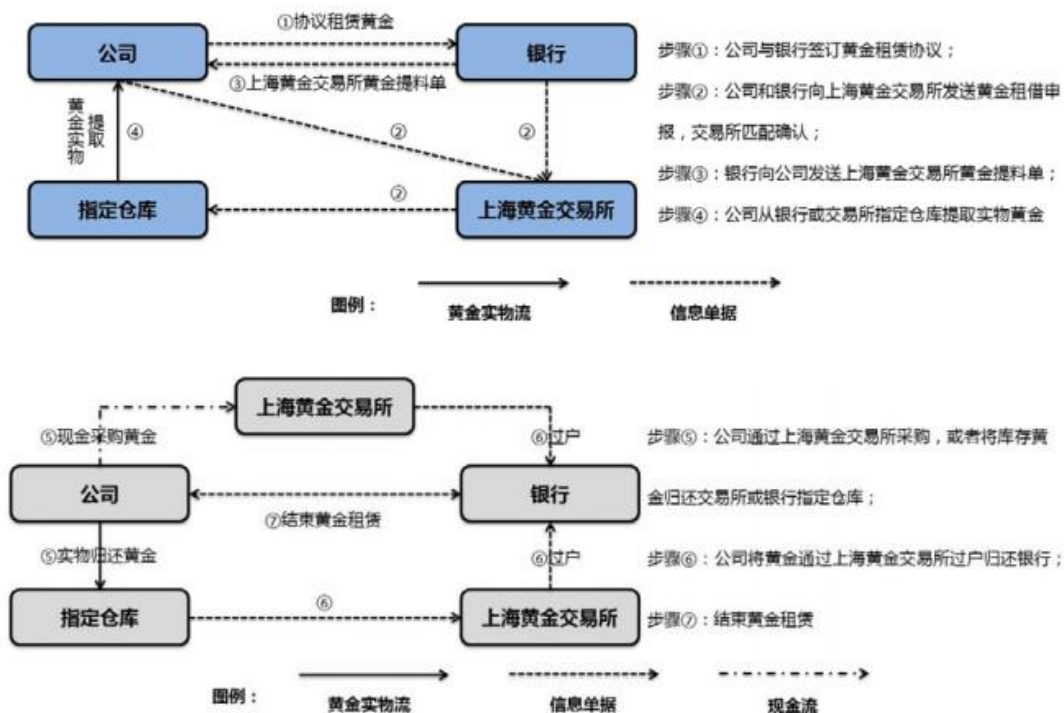 ①协议租赁黄金
公司
银行
③上海黄金交易所黄金提料单
黄金实物
提取
④
②
②
指定仓库
②
上海黄金交易所
步骤①：公司与银行签订黄金租赁协议；
步骤②：公司和银行向上海黄金交易所发送黄金租借申
报，交易所匹配确认；
步骤③：银行向公司发送上海黄金交易所黄金提料单；
步骤④：公司从银行或交易所指定仓库提取实物黄金
图例：
黄金实物流
信息单据
上海黄金交易所
⑤现金采购黄金
⑥过户
公司
银行
⑦结束黄金租赁
⑤实物归还黄金
⑥过户
指定仓库
⑥
上海黄金交易所
步骤⑤：公司通过上海黄金交易所采购，或者将库存黄
金归还交易所或银行指定仓库；
步骤⑥：公司将黄金通过上海黄金交易所过户归还银行；
步骤⑦：结束黄金租赁
图例：
黄金实物流
信息单据
现金流